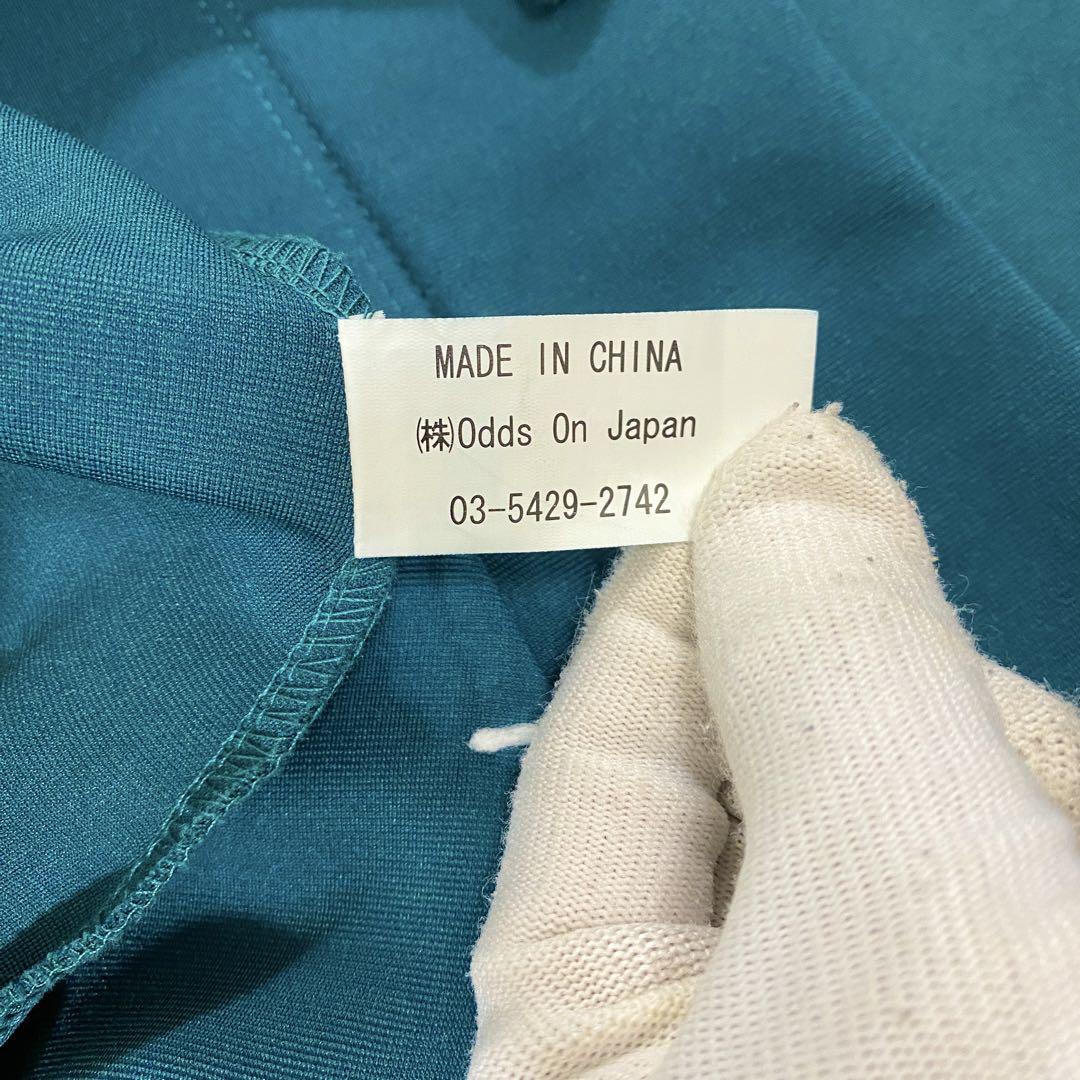 MADE IN CHINA
㈱Odds On Japan
03-5429-2742